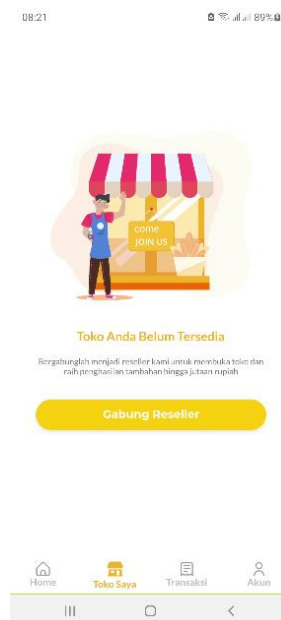 08:21
89%
come
JOIN US
Toko Anda Belum Tersedia
Bergabunglah menjadi reseller kami untuk membuka toko dan
raih penghasilan tambahan hingga jutaan rupiah
Gabung Reseller
Home
Toko Saya
Transaksi
Akun